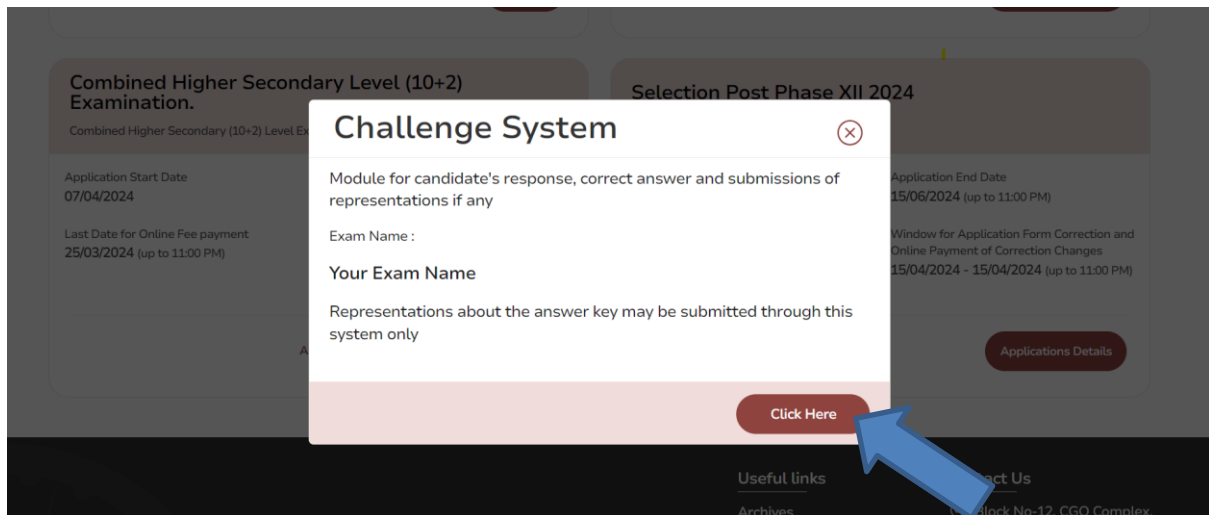 Combined Higher Secondary Level (10+2)
Examination.
Combined Higher Secondary (10+2) Level Ex
Selection Post Phase XII 2024
Challenge System
Module for candidate's response, correct answer and submissions of
representations if any
Exam Name :
Your Exam Name
Representations about the answer key may be submitted through this
system only
Click Here
Application Start Date
07/04/2024
Last Date for Online Fee payment
25/03/2024 (up to 11:00 PM)
A
Application End Date
15/06/2024 (up to 11:00 PM)
Window for Application Form Correction and
Online Payment of Correction Changes
15/04/2024 - 15/04/2024 (up to 11:00 PM)
Applications Details
Useful links
Archives
Us
Block No-12, CGO Complex,